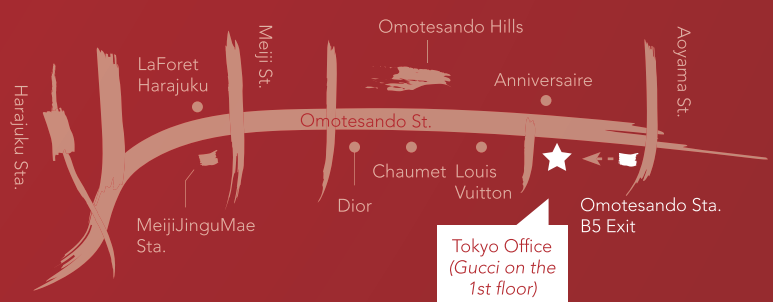 Omotesando Hills
Meiji St.
Aoyama St.
LaForet
Harajuku
Anniversaire
Harajuku Sta.
Omotesando St.
Chaumet
Louis
Vuitton
Dior
MeijiJinguMae
Sta.
Omotesando Sta.
B5 Exit
Tokyo Office
(Gucci on the
1st floor)